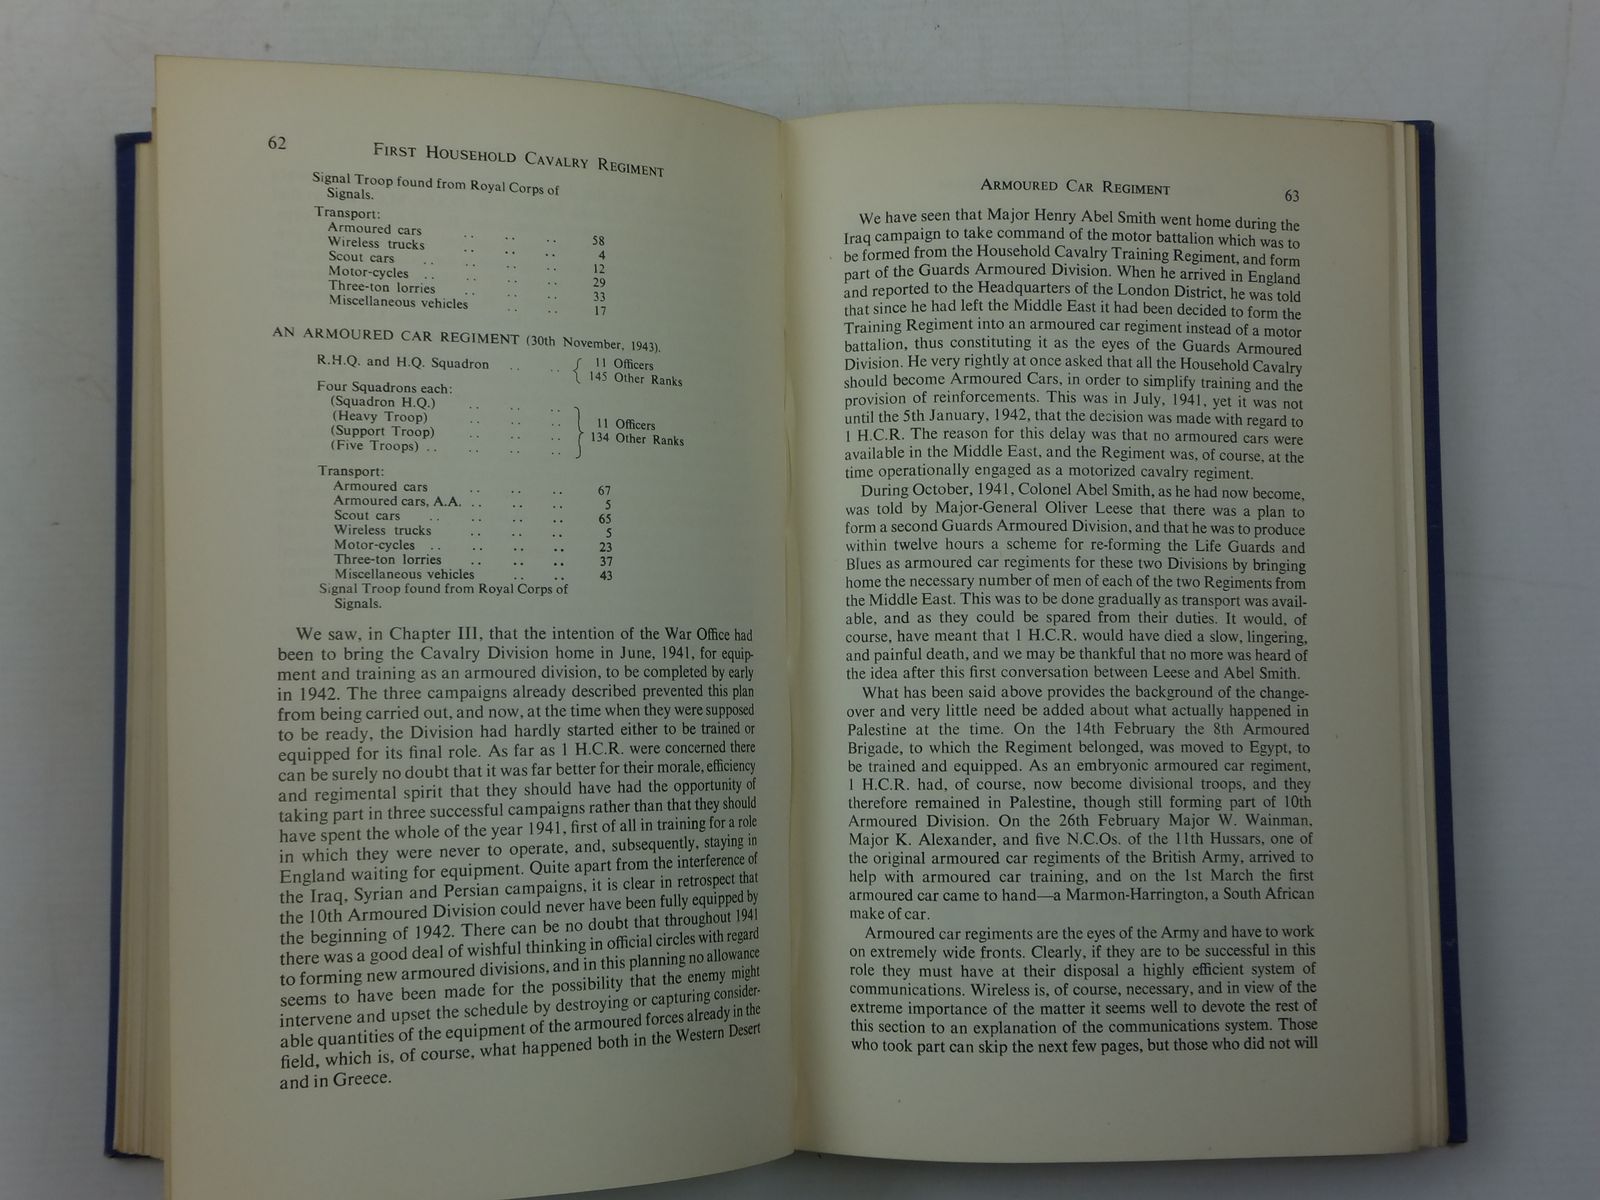 62
FIRST HOUSEHOLD CAVALRY REGIMENT
Signal Troop found from Royal Corps of
Signals.
Transport:
Armoured cars .. .. .. 58
Wireless trucks .. .. .. 4
Scout cars .. .. .. .. 12
Motor-cycles .. .. .. .. 29
Three-ton lorries .. .. .. 33
Miscellaneous vehicles .. .. 17
AN ARMOURED CAR REGIMENT (30th November, 1943).
R.H.Q. and H.Q. Squadron .. .. { 11 Officers
145 Other Ranks
Four Squadrons each:
(Squadron H.Q.) .. .. ..
(Heavy Troop) .. .. .. 11 Officers
(Support Troop) .. .. .. 134 Other Ranks
(Five Troops) .. .. .. ..
Transport:
Armoured cars .. .. .. 67
Armoured cars, A.A. .. .. .. 5
Scout cars .. .. .. .. 65
Wireless trucks .. .. .. 5
Motor-cycles .. .. .. .. 23
Three-ton lorries .. .. .. 37
Miscellaneous vehicles .. .. 43
Signal Troop found from Royal Corps of
Signals.
We saw, in Chapter III, that the intention of the War Office had
been to bring the Cavalry Division home in June, 1941, for equip-
ment and training as an armoured division, to be completed by early
in 1942. The three campaigns already described prevented this plan
from being carried out, and now, at the time when they were supposed
to be ready, the Division had hardly started either to be trained or
equipped for its final role. As far as 1 H.C.R. were concerned there
can be surely no doubt that it was far better for their morale, efficiency
and regimental spirit that they should have had the opportunity of
taking part in three successful campaigns rather than that they should
have spent the whole of the year 1941, first of all in training for a role
in which they were never to operate, and, subsequently, staying in
England waiting for equipment. Quite apart from the interference of
the Iraq, Syrian and Persian campaigns, it is clear in retrospect that
the 10th Armoured Division could never have been fully equipped by
the beginning of 1942. There can be no doubt that throughout 1941
there was a good deal of wishful thinking in official circles with regard
to forming new armoured divisions, and in this planning no allowance
seems to have been made for the possibility that the enemy might
intervene and upset the schedule by destroying or capturing consider-
able quantities of the equipment of the armoured forces already in the
field, which is, of course, what happened both in the Western Desert
and in Greece.
ARMOURED CAR REGIMENT
63
We have seen that Major Henry Abel Smith went home during the
Iraq campaign to take command of the motor battalion which was to
be formed from the Household Cavalry Training Regiment, and form
part of the Guards Armoured Division. When he arrived in England
and reported to the Headquarters of the London District, he was told
that since he had left the Middle East it had been decided to form the
Training Regiment into an armoured car regiment instead of a motor
battalion, thus constituting it as the eyes of the Guards Armoured
Division. He very rightly at once asked that all the Household Cavalry
should become Armoured Cars, in order to simplify training and the
provision of reinforcements. This was in July, 1941, yet it was not
until the 5th January, 1942, that the decision was made with regard to
1 H.C.R. The reason for this delay was that no armoured cars were
available in the Middle East, and the Regiment was, of course, at the
time operationally engaged as a motorized cavalry regiment.
During October, 1941, Colonel Abel Smith, as he had now become,
was told by Major-General Oliver Leese that there was a plan to
form a second Guards Armoured Division, and that he was to produce
within twelve hours a scheme for re-forming the Life Guards and
Blues as armoured car regiments for these two Divisions by bringing
home the necessary number of men of each of the two Regiments from
the Middle East. This was to be done gradually as transport was avail-
able, and as they could be spared from their duties. It would, of
course, have meant that 1 H.C.R. would have died a slow, lingering,
and painful death, and we may be thankful that no more was heard of
the idea after this first conversation between Leese and Abel Smith.
What has been said above provides the background of the change-
over and very little need be added about what actually happened in
Palestine at the time. On the 14th February the 8th Armoured
Brigade, to which the Regiment belonged, was moved to Egypt, to
be trained and equipped. As an embryonic armoured car regiment,
1 H.C.R. had, of course, now become divisional troops, and they
therefore remained in Palestine, though still forming part of 10th
Armoured Division. On the 26th February Major W. Wainman,
Major K. Alexander, and five N.C.Os. of the 11th Hussars, one of
the original armoured car regiments of the British Army, arrived to
help with armoured car training, and on the 1st March the first
armoured car came to hand—a Marmon-Harrington, a South African
make of car.
Armoured car regiments are the eyes of the Army and have to work
on extremely wide fronts. Clearly, if they are to be successful in this
role they must have at their disposal a highly efficient system of
communications. Wireless is, of course, necessary, and in view of the
extreme importance of the matter it seems well to devote the rest of
this section to an explanation of the communications system. Those
who took part can skip the next few pages, but those who did not will